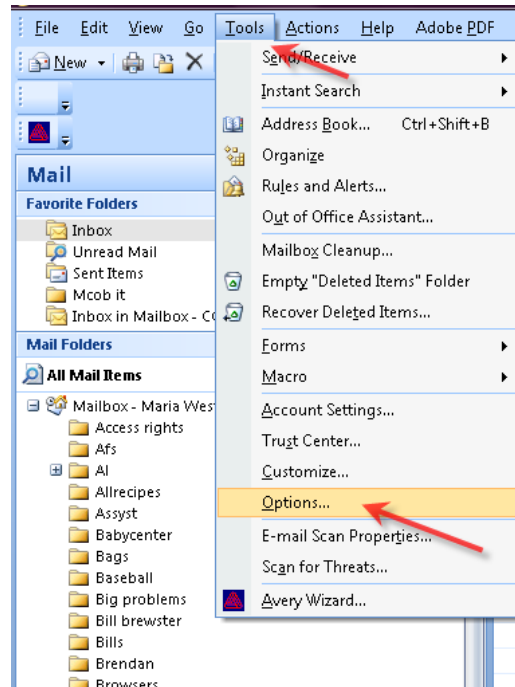 File Edit View Go Tools Actions Help Adobe PDF
New
Send/Receive
Instant Search
Address Book... Ctrl+Shift+B
Organize
Rules and Alerts...
Out of Office Assistant...
Mailbox Cleanup...
Empty "Deleted Items" Folder
Recover Deleted Items...
Forms
Macro
Account Settings...
Trust Center...
Customize...
Options...
E-mail Scan Properties...
Scan for Threats...
Avery Wizard...
Mail
Favorite Folders
Inbox
Unread Mail
Sent Items
Mcob it
Inbox in Mailbox - C
Mail Folders
All Mail Items
Mailbox - Maria Wes
Access rights
Afs
Al
Allrecipes
Assyst
Babycenter
Bags
Baseball
Big problems
Bill brewster
Bills
Brendan
Browsers